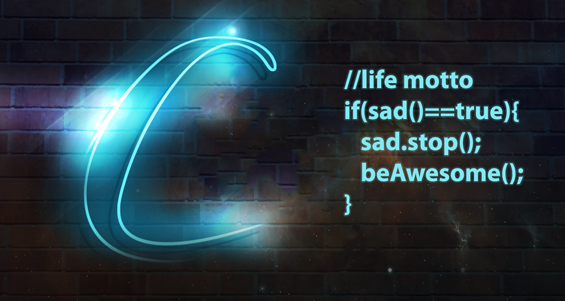 C
//life motto
if(sad()==true){
sad.stop();
beAwesome();
}